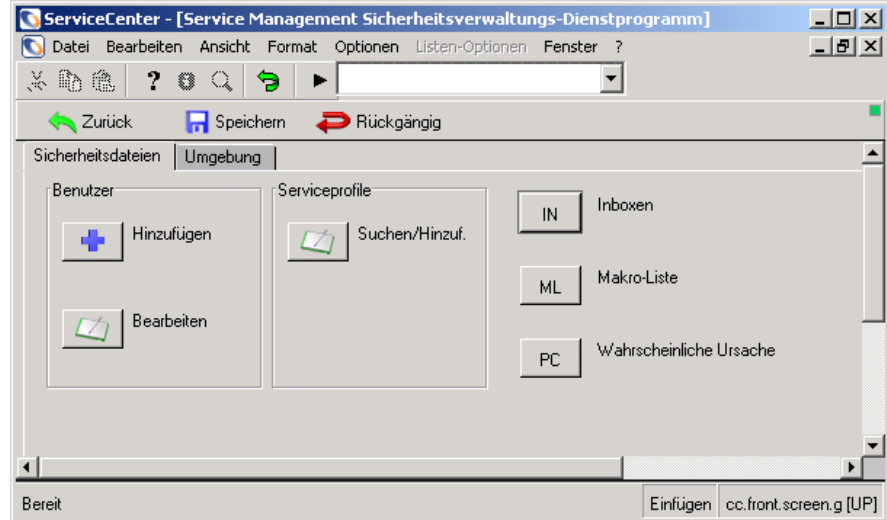 ServiceCenter - [Service Management Sicherheitsverwaltungs-Dienstprogramm]
Datei Bearbeiten Ansicht Format Optionen Listen-Optionen Fenster ?
Zurück Speichern Rückgängig
Sicherheitsdateien Umgebung
Benutzer Serviceprofile
IN Inboxen
Hinzufügen Suchen/Hinzuf.
ML Makro-Liste
Bearbeiten
PC Wahrscheinliche Ursache
Bereit Einfügen cc.front.screen.g [UP]